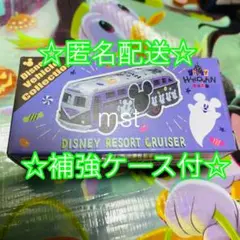 ☆匿名配送☆
Disney
Vehicle
Collection
mst
DISNEY RESORT CRUISER
☆補強ケース付☆